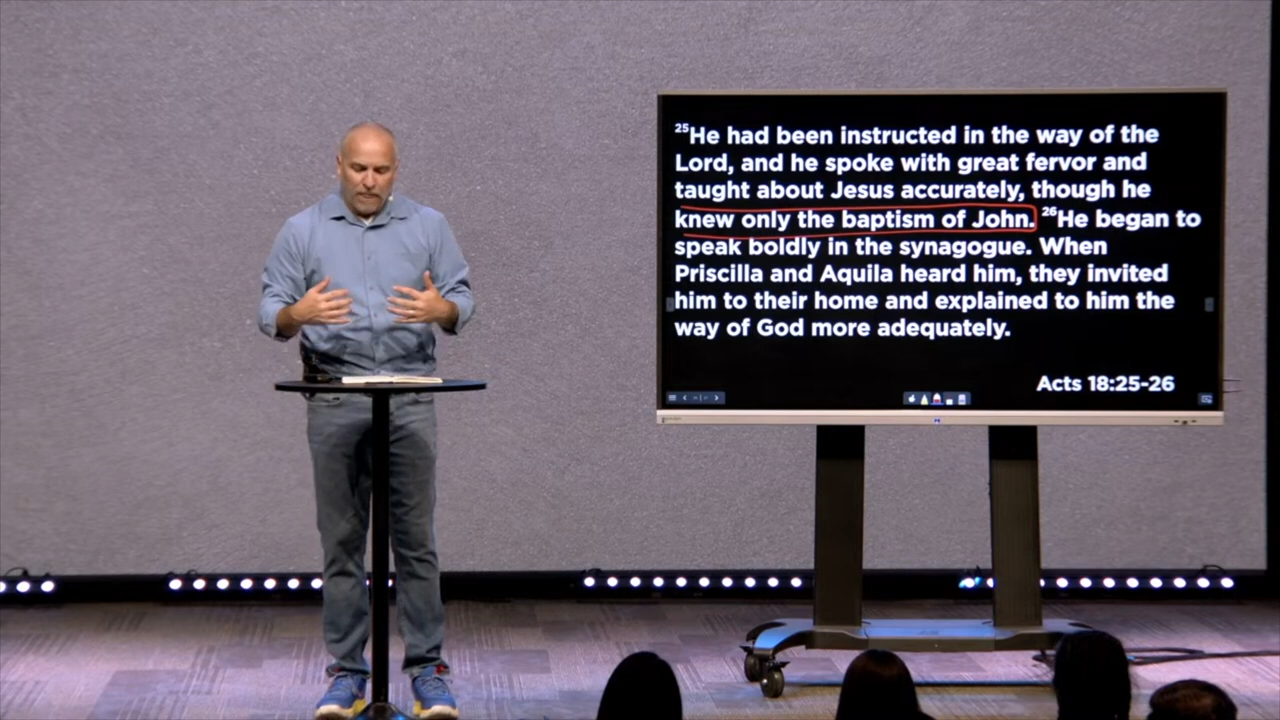 ²⁵He had been instructed in the way of the
Lord, and he spoke with great fervor and
taught about Jesus accurately, though he
knew only the baptism of John. ²⁶He began to
speak boldly in the synagogue. When
Priscilla and Aquila heard him, they invited
him to their home and explained to him the
way of God more adequately.
Acts 18:25-26